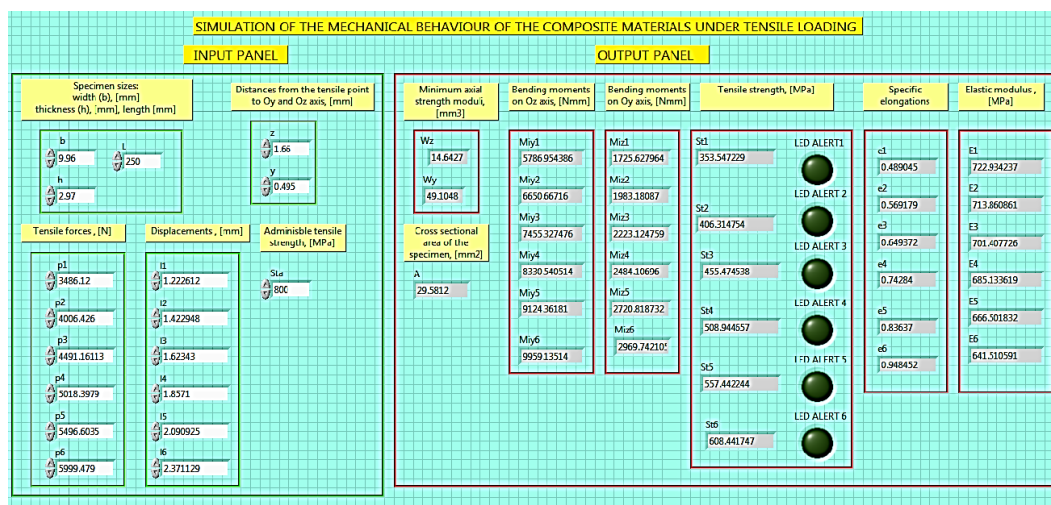 SIMULATION OF THE MECHANICAL BEHAVIOUR OF THE COMPOSITE MATERIALS UNDER TENSILE LOADING
INPUT PANEL
OUTPUT PANEL
Specimen sizes:
width (b), [mm]
thickness (h), [mm], length [mm]
Distances from the tensile point
to Oy and Oz axis, [mm]
b
9.96
L
250
h
2.97
z
1.66
y
0.495
Tensile forces , [N]
Displacements , [mm]
Adminisble tensile
strength, [MPa]
p1
3486.12
p2
4006.426
p3
4491.16113
p4
5018.3979
p5
5496.6035
p6
5999.479
l1
1.222612
l2
1.422948
l3
1.62343
l4
1.8571
l5
2.090925
l6
2.371129
Sta
800
Minimum axial
strength moduli,
[mm3]
Wz
14.6427
Wy
49.1048
Cross sectional
area of the
specimen, [mm2]
A
29.5812
Bending moments
on Oz axis, [Nmm]
Miy1
5786.954386
Miy2
6650.66716
Miy3
7455.327476
Miy4
8330.540514
Miy5
9124.36181
Miy6
9959.13514
Bending moments
on Oy axis, [Nmm]
Miz1
1725.627964
Miz2
1983.18087
Miz3
2223.124759
Miz4
2484.10696
Miz5
2720.818732
Miz6
2969.742105
Tensile strength, [MPa]
St1
353.547229
LED ALERT1
St2
406.314754
LED ALERT 2
St3
455.474538
LED ALERT 3
St4
508.944657
LED ALERT 4
St5
557.442244
LED ALERT 5
St6
608.441747
LED ALERT 6
Specific
elongations
e1
0.489045
e2
0.569179
e3
0.649372
e4
0.74284
e5
0.83637
e6
0.948452
Elastic modulus ,
[MPa]
E1
722.934237
E2
713.860861
E3
701.407726
E4
685.133619
E5
666.501832
E6
641.510591